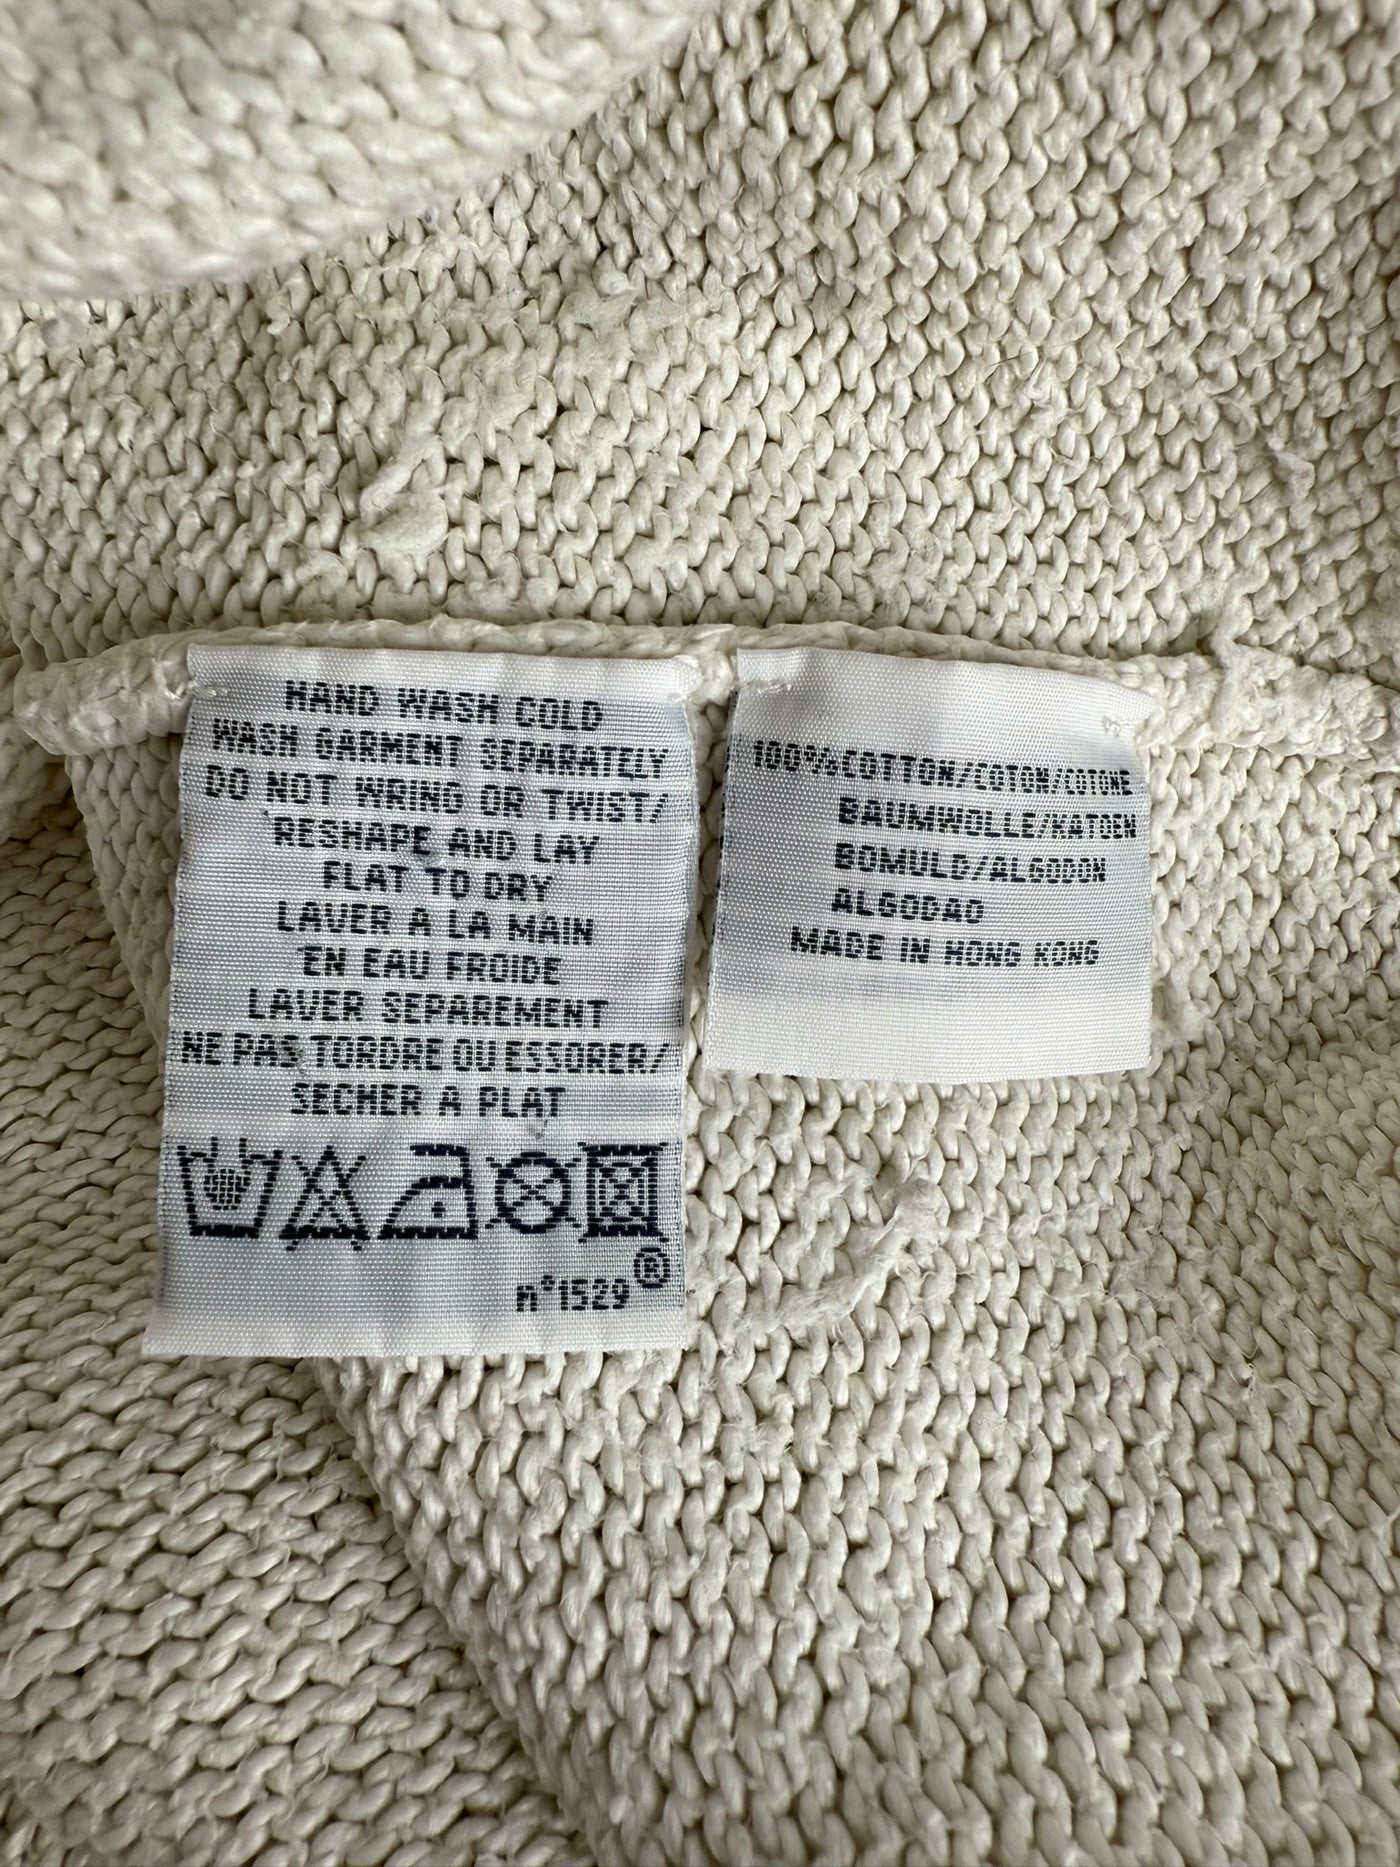 HAND WASH COLD
WASH GARMENT SEPARATELY
DO NOT WRING OR TWIST/
RESHAPE AND LAY
FLAT TO DRY
LAVER A LA MAIN
EN EAU FROIDE
LAVER SEPAREMENT
NE PAS TORDRE OU ESSORER/
SECHER A PLAT
n°1529®
100%COTTON/COTON/COTONE
BAUMWOLLE/KATOEN
BOMULD/ALGODON
ALGODAO
MADE IN HONG KONG